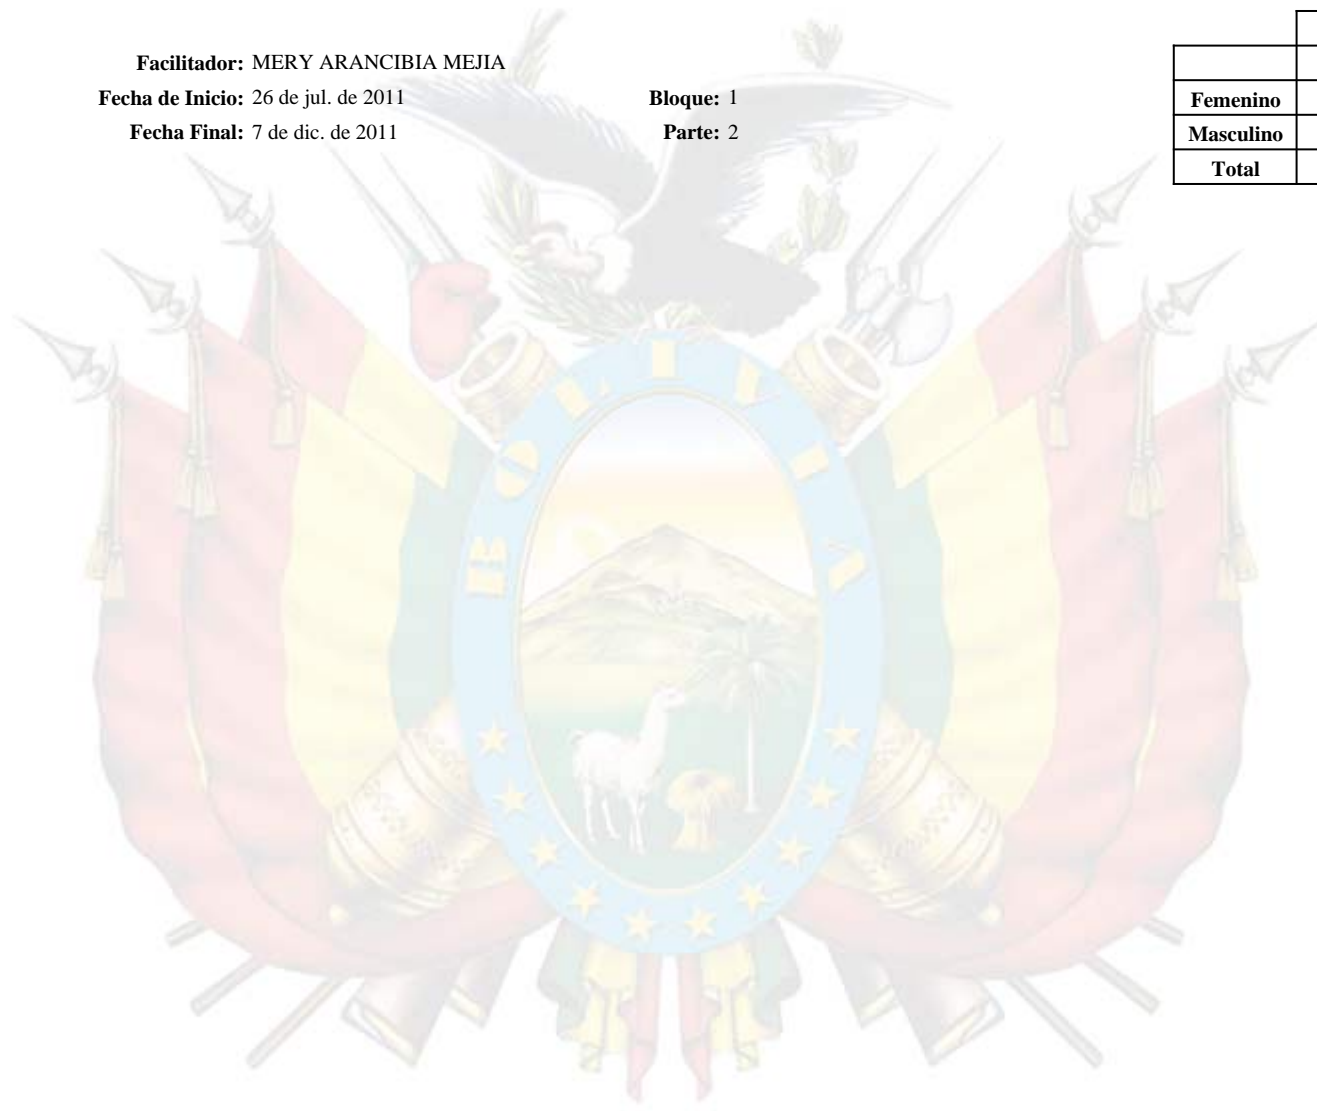 Facilitador: MERY ARANCIBIA MEJIA
Fecha de Inicio: 26 de jul. de 2011 Bloque: 1
Fecha Final: 7 de dic. de 2011 Parte: 2
Femenino
Masculino
Total
BOLIVIA